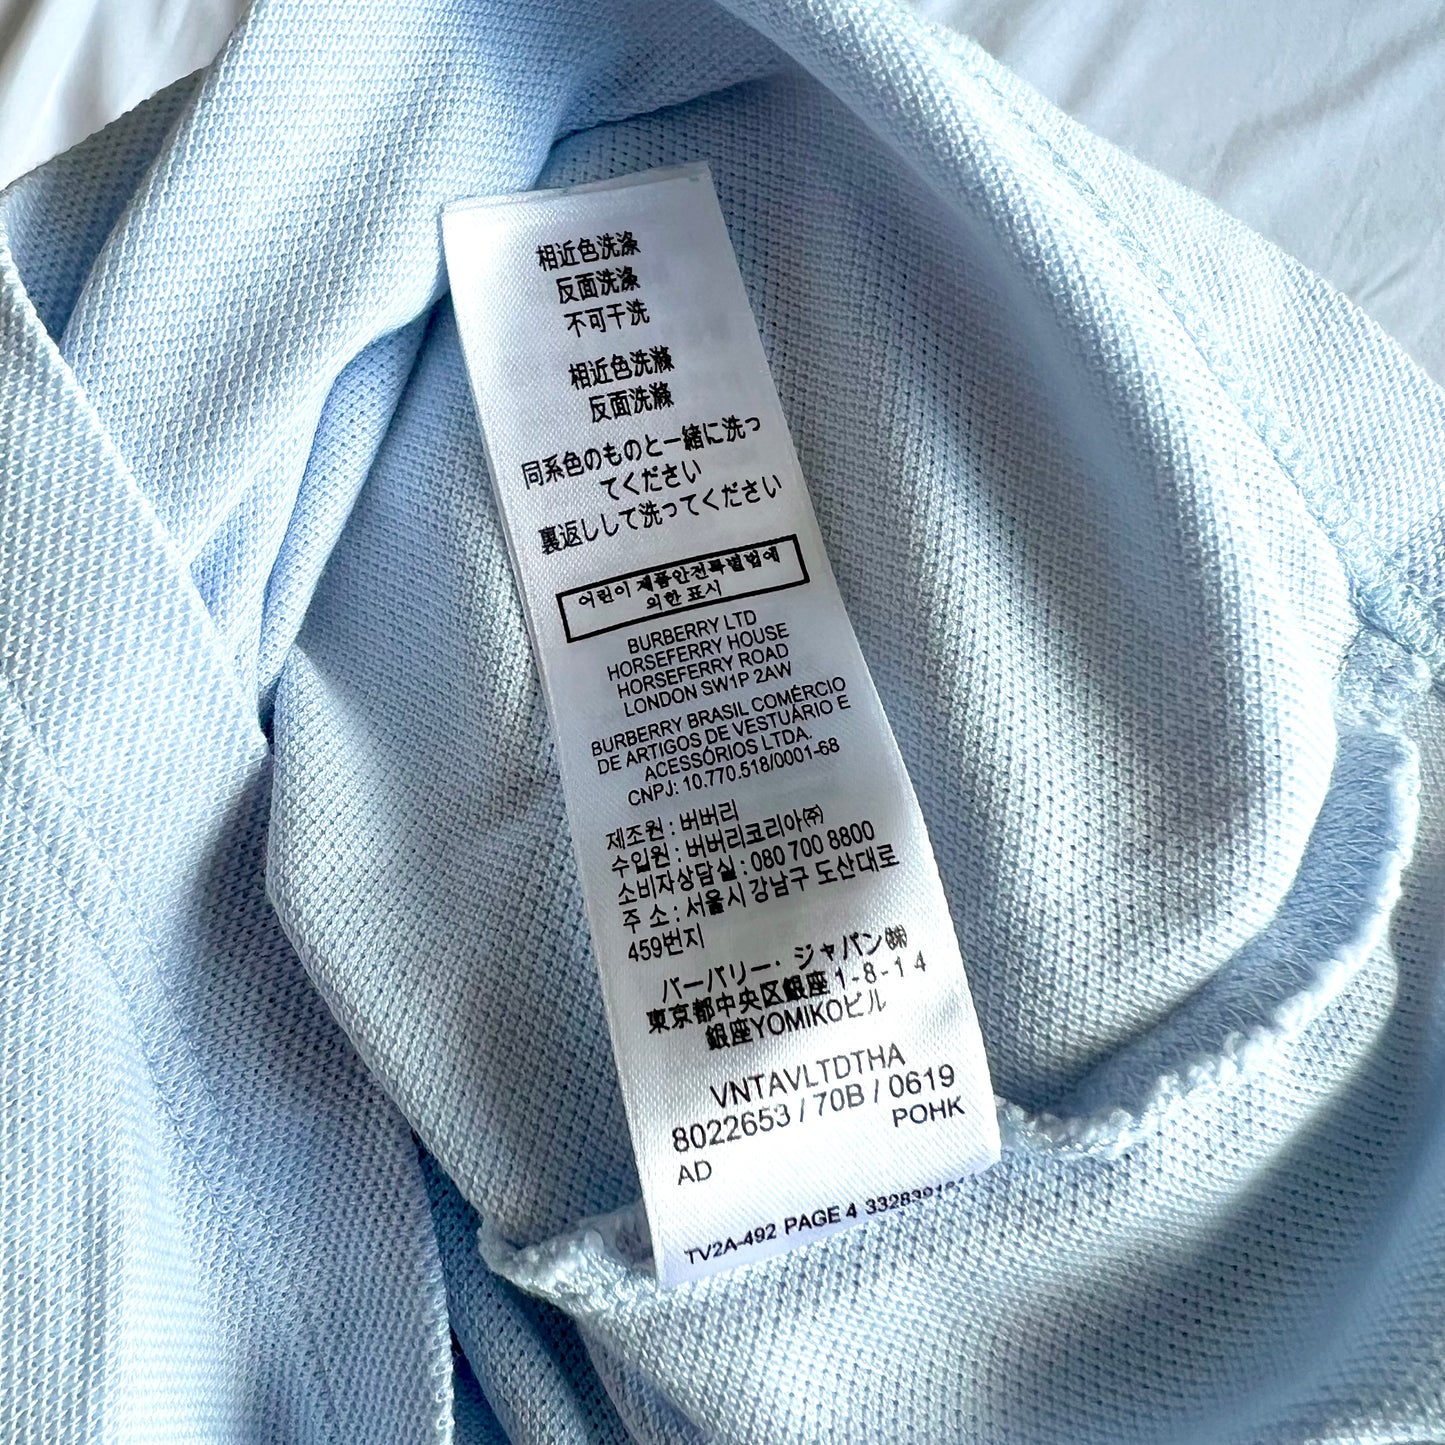 相近色洗涤
反面洗涤
不可干洗
相近色洗滌
反面洗滌
同系色のものと一緒に洗っ
てください
裏返しして洗ってください
어린이제품안전특별법에
의한 표시
BURBERRY LTD
HORSEFERRY HOUSE
HORSEFERRY ROAD
LONDON SW1P 2AW
BURBERRY BRASIL COMÉRCIO
DE ARTIGOS DE VESTUÁRIO E
ACESSÓRIOS LTDA.
CNPJ: 10.770.518/0001-68
제조원 : 버버리
수입원 : 버버리코리아㈜
소비자상담실 : 080 700 8800
주 소 : 서울시 강남구 도산대로
459번지
バーバリー・ジャパン㈱
東京都中央区銀座1-8-14
銀座YOMIKOビル
VNTAVLTDTHA
8022653 / 70B / 0619
POHK
AD
TV2A-492 PAGE 4